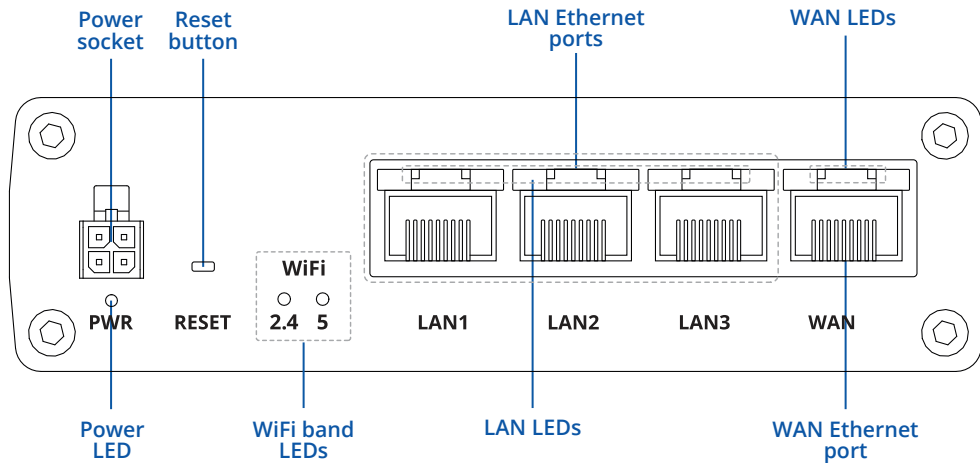 Power
socket
Reset
button
LAN Ethernet
ports
WAN LEDs
WiFi
2.4 5
PWR
RESET
LAN1
LAN2
LAN3
WAN
Power
LED
WiFi band
LEDs
LAN LEDs
WAN Ethernet
port